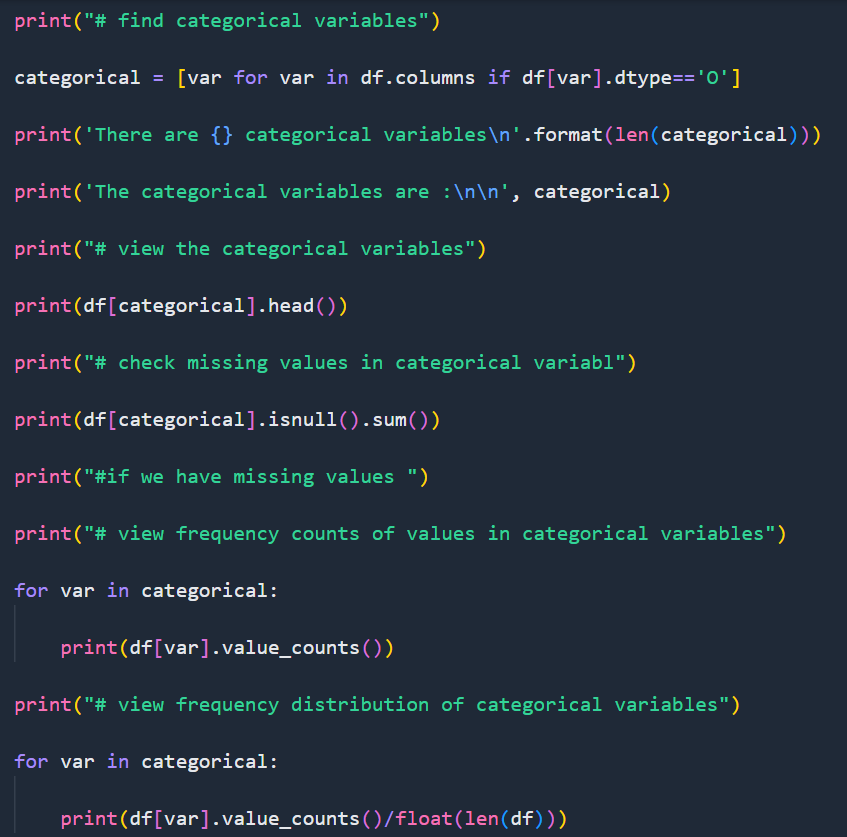 print("# find categorical variables")
categorical = [var for var in df.columns if df[var].dtype=='O']
print('There are {} categorical variables\n'.format(len(categorical)))
print('The categorical variables are :\n\n', categorical)
print("# view the categorical variables")
print(df[categorical].head())
print("# check missing values in categorical variabl")
print(df[categorical].isnull().sum())
print("#if we have missing values ")
print("# view frequency counts of values in categorical variables")
for var in categorical:
    print(df[var].value_counts())
print("# view frequency distribution of categorical variables")
for var in categorical:
    print(df[var].value_counts()/float(len(df)))